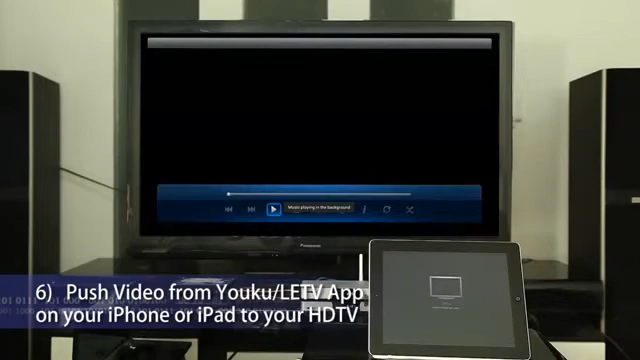 Music playing in the background
Panasonic
6) Push Video from Youku/LETV App
on your iPhone or iPad to your HDTV